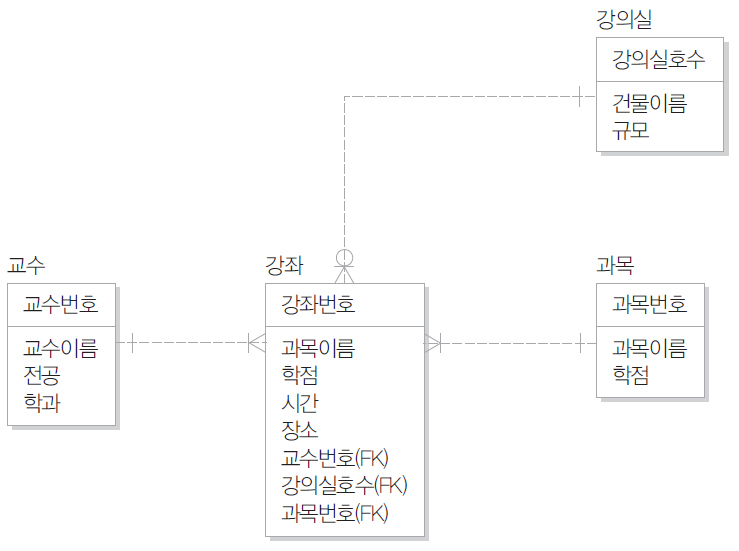 강의실
강의실호수
건물이름
규모
교수
교수번호
교수이름
전공
학과
강좌
강좌번호
과목이름
학점
시간
장소
교수번호(FK)
강의실호수(FK)
과목번호(FK)
과목
과목번호
과목이름
학점